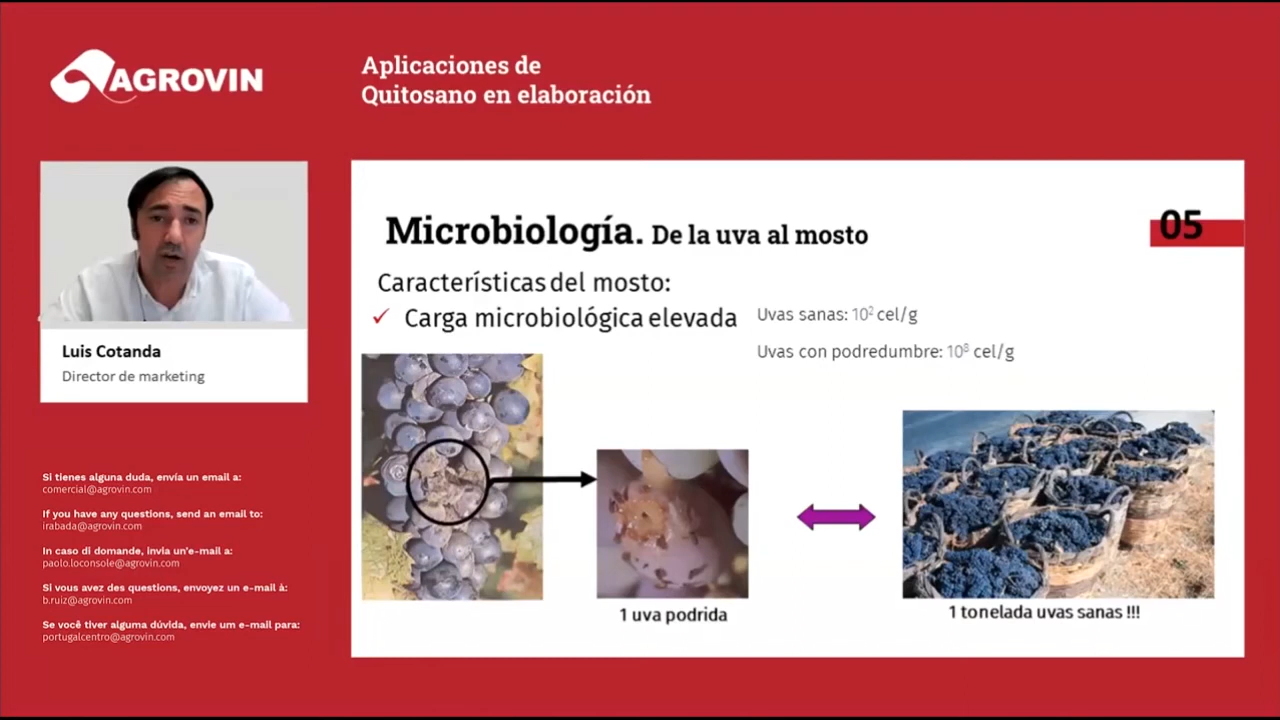 AGROVIN
Aplicaciones de
Quitosano en elaboración
Luis Cotanda
Director de marketing
Si tienes alguna duda, envía un email a:
comercial@agrovin.com
If you have any questions, send an email to:
irabada@agrovin.com
In caso di domande, invia un'e-mail a:
paolo.loconsole@agrovin.com
Si vous avez des questions, envoyez un e-mail à:
b.ruiz@agrovin.com
Se você tiver alguma dúvida, envie um e-mail para:
portugalcentro@agrovin.com
Microbiología. De la uva al mosto
05
Características del mosto:
✓ Carga microbiológica elevada
Uvas sanas: 10² cel/g
Uvas con podredumbre: 10⁸ cel/g
1 uva podrida
1 tonelada uvas sanas !!!